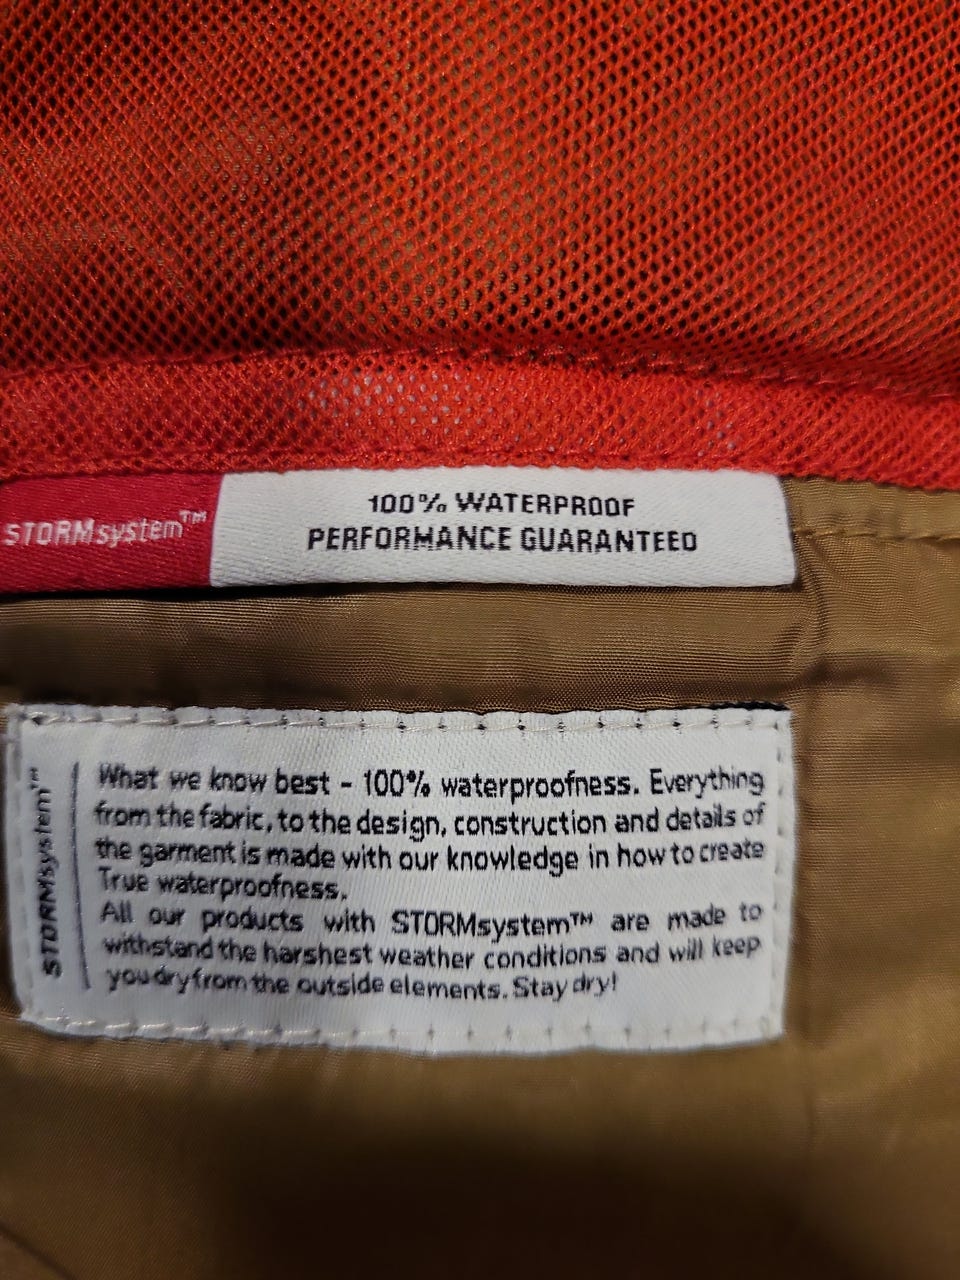 STORMsystem™
100% WATERPROOF
PERFORMANCE GUARANTEED
STORMsystem™
What we know best - 100% waterproofness. Everything
from the fabric, to the design, construction and details of
the garment is made with our knowledge in how to create
True waterproofness.
All our products with STORMsystem™ are made to
withstand the harshest weather conditions and will keep
you dry from the outside elements. Stay dry!